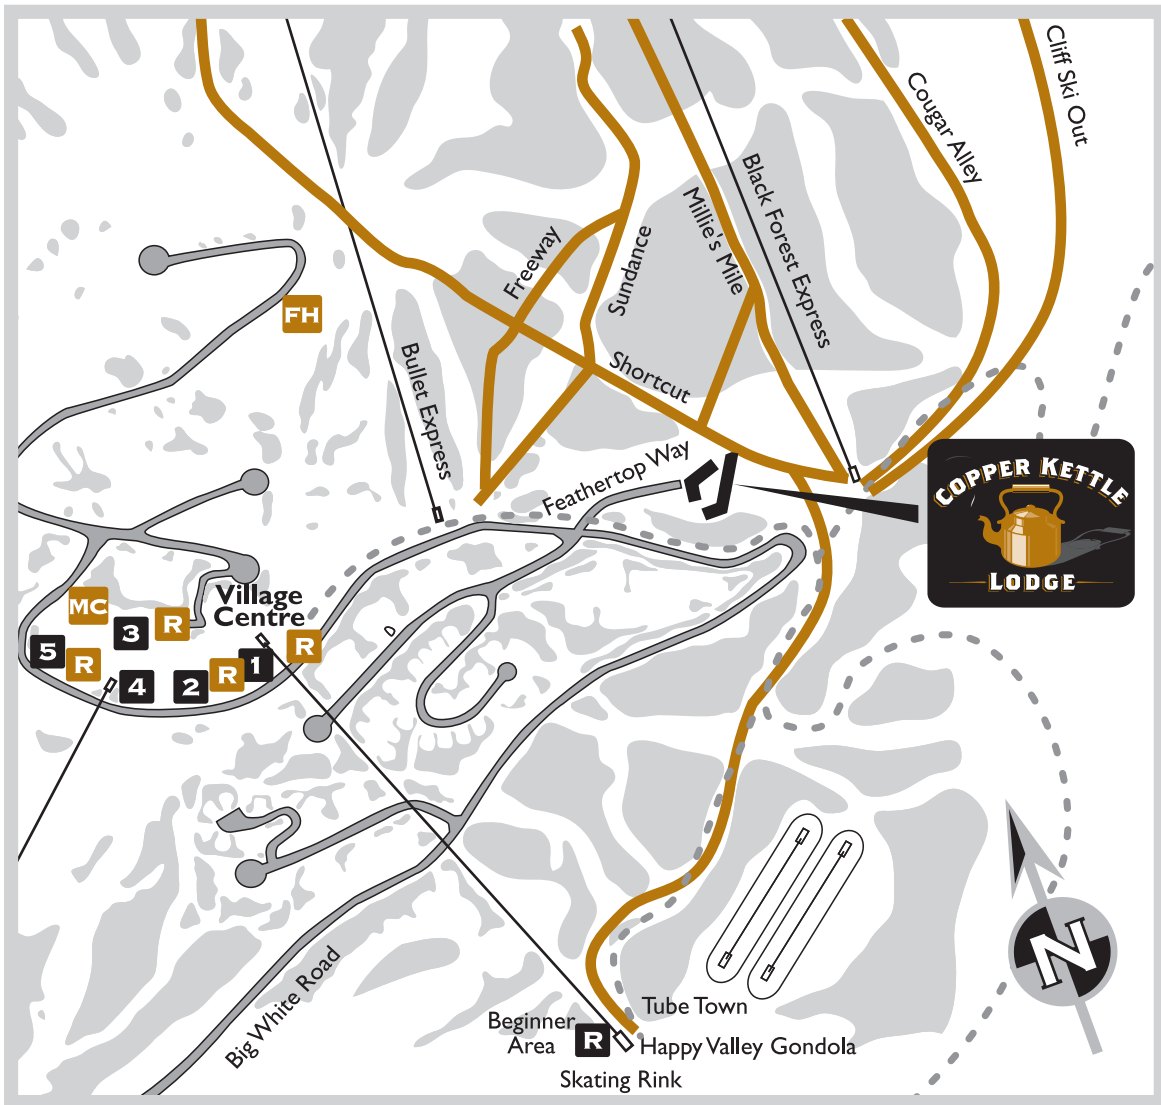 Cliff Ski Out
Cougar Alley
Black Forest Express
Millie's Mile
Sundance
Freeway
FH
Bullet Express
Shortcut
Feathertop Way
COPPER KETTLE
LODGE
Village
Centre
MC
3
R
R
5
R
4
2
R
1
Big White Road
Tube Town
Beginner
Area
R
Happy Valley Gondola
Skating Rink
N